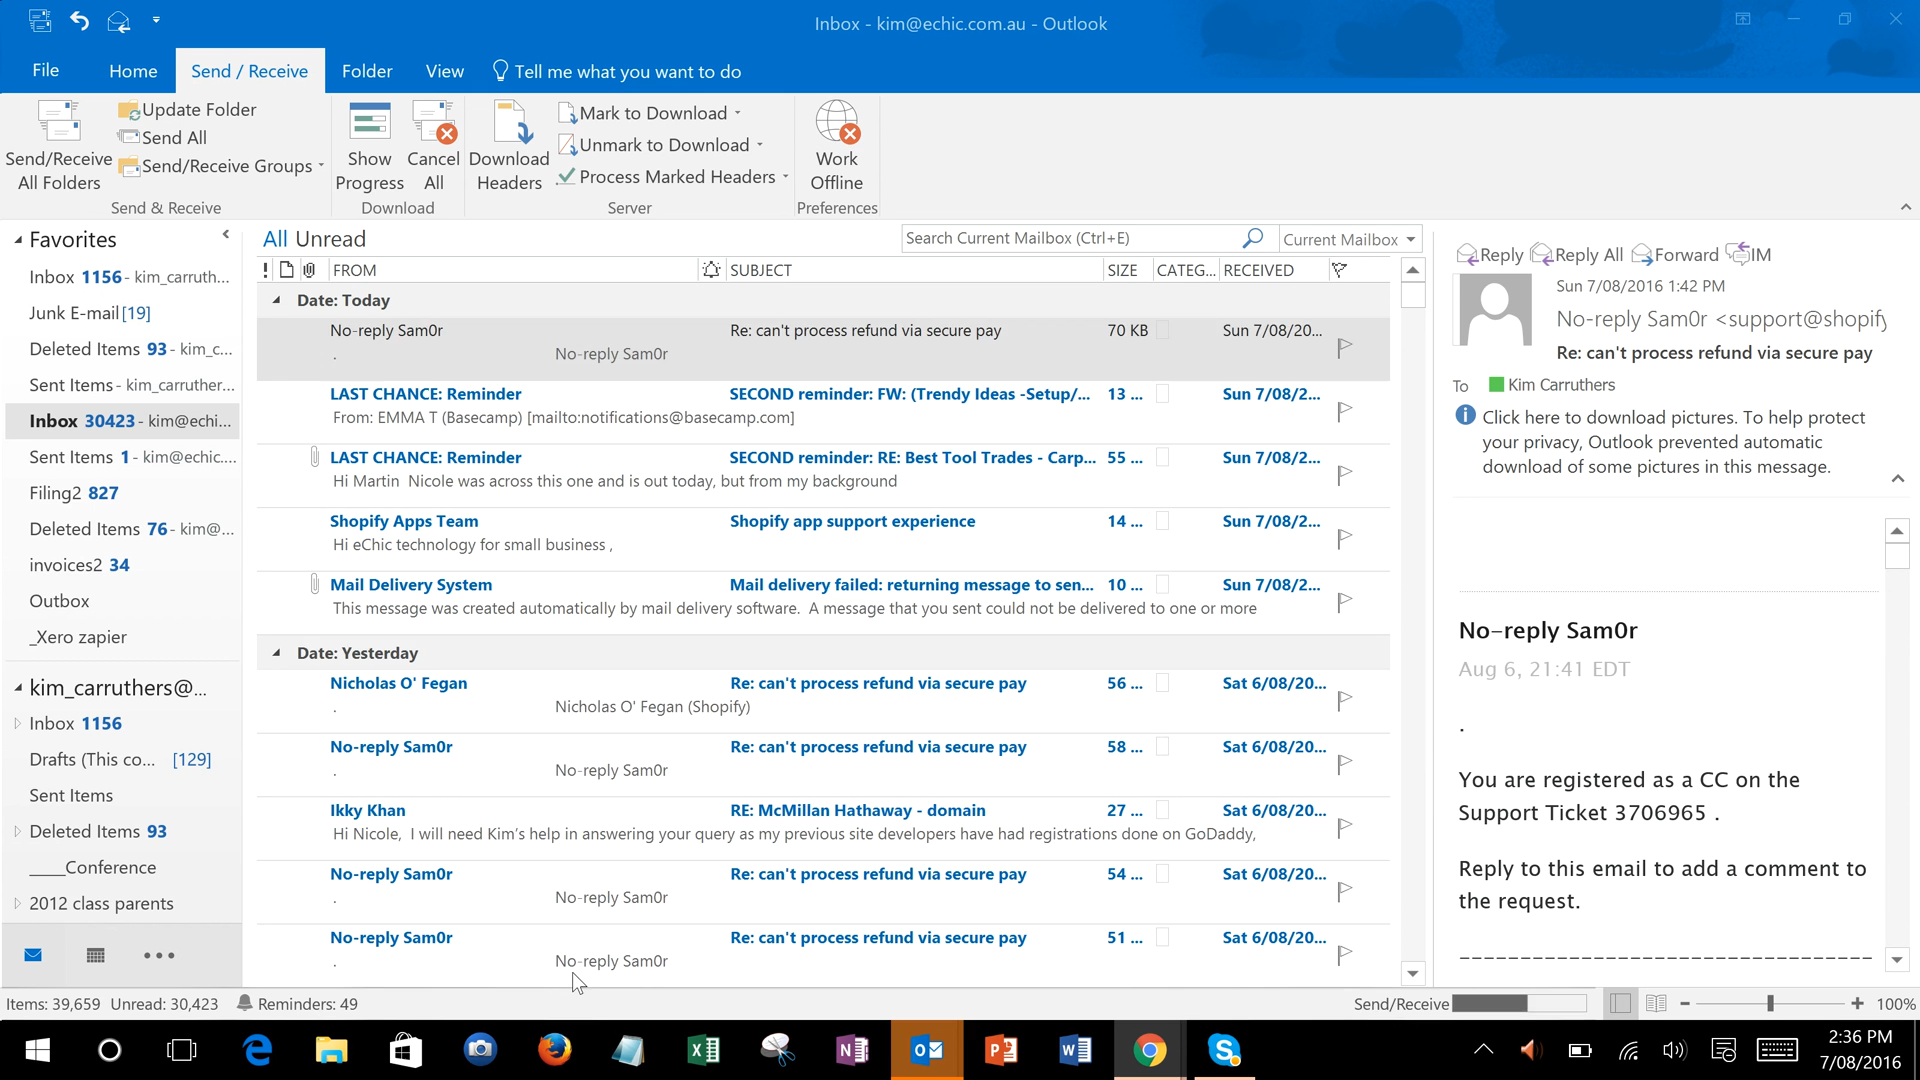 Inbox - kim@echic.com.au - Outlook
File
Home
Send / Receive
Folder
View
Tell me what you want to do
Send/Receive All Folders
Update Folder
Send All
Send/Receive Groups
Show Progress
Cancel All
Download Headers
Mark to Download
Unmark to Download
Process Marked Headers
Work Offline
Send & Receive
Download
Server
Preferences
Favorites
Inbox 1156 - kim_carruth...
Junk E-mail [19]
Deleted Items 93 - kim_c...
Sent Items - kim_carruther...
Inbox 30423 - kim@echi...
Sent Items 1 - kim@echic....
Filing2 827
Deleted Items 76 - kim@...
invoices2 34
Outbox
_Xero zapier
kim_carruthers@...
Inbox 1156
Drafts (This co... [129]
Sent Items
Deleted Items 93
____Conference
2012 class parents
All Unread
Search Current Mailbox (Ctrl+E)
Current Mailbox
! FROM SUBJECT SIZE CATEG... RECEIVED
Date: Today
No-reply Sam0r Re: can't process refund via secure pay 70 KB Sun 7/08/20...
. No-reply Sam0r
LAST CHANCE: Reminder SECOND reminder: FW: (Trendy Ideas -Setup/... 13 ... Sun 7/08/2...
From: EMMA T (Basecamp) [mailto:notifications@basecamp.com]
LAST CHANCE: Reminder SECOND reminder: RE: Best Tool Trades - Carp... 55 ... Sun 7/08/2...
Hi Martin  Nicole was across this one and is out today, but from my background
Shopify Apps Team Shopify app support experience 14 ... Sun 7/08/2...
Hi eChic technology for small business ,
Mail Delivery System Mail delivery failed: returning message to sen... 10 ... Sun 7/08/2...
This message was created automatically by mail delivery software.  A message that you sent could not be delivered to one or more
Date: Yesterday
Nicholas O' Fegan Re: can't process refund via secure pay 56 ... Sat 6/08/20...
. Nicholas O' Fegan (Shopify)
No-reply Sam0r Re: can't process refund via secure pay 58 ... Sat 6/08/20...
. No-reply Sam0r
Ikky Khan RE: McMillan Hathaway - domain 27 ... Sat 6/08/20...
Hi Nicole,  I will need Kim's help in answering your query as my previous site developers have had registrations done on GoDaddy,
No-reply Sam0r Re: can't process refund via secure pay 54 ... Sat 6/08/20...
. No-reply Sam0r
No-reply Sam0r Re: can't process refund via secure pay 51 ... Sat 6/08/20...
. No-reply Sam0r
Reply Reply All Forward IM
Sun 7/08/2016 1:42 PM
No-reply Sam0r <support@shopify
Re: can't process refund via secure pay
To Kim Carruthers
Click here to download pictures. To help protect
your privacy, Outlook prevented automatic
download of some pictures in this message.
No-reply Sam0r
Aug 6, 21:41 EDT
.
You are registered as a CC on the
Support Ticket 3706965 .
Reply to this email to add a comment to
the request.
----------------------------------
Items: 39,659 Unread: 30,423 Reminders: 49
Send/Receive
100%
2:36 PM
7/08/2016